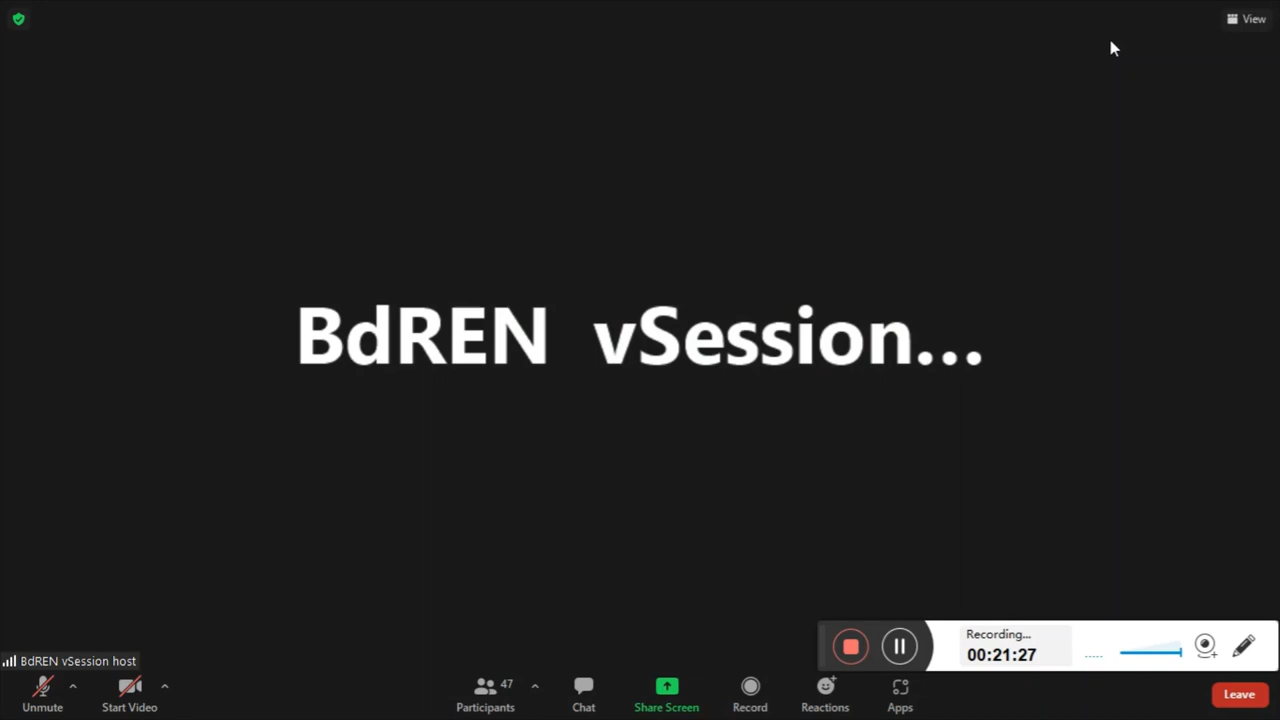 View
BdREN vSession...
Recording...
00:21:27
BdREN vSession host
Unmute
Start Video
47
Participants
Chat
Share Screen
Record
Reactions
Apps
Leave